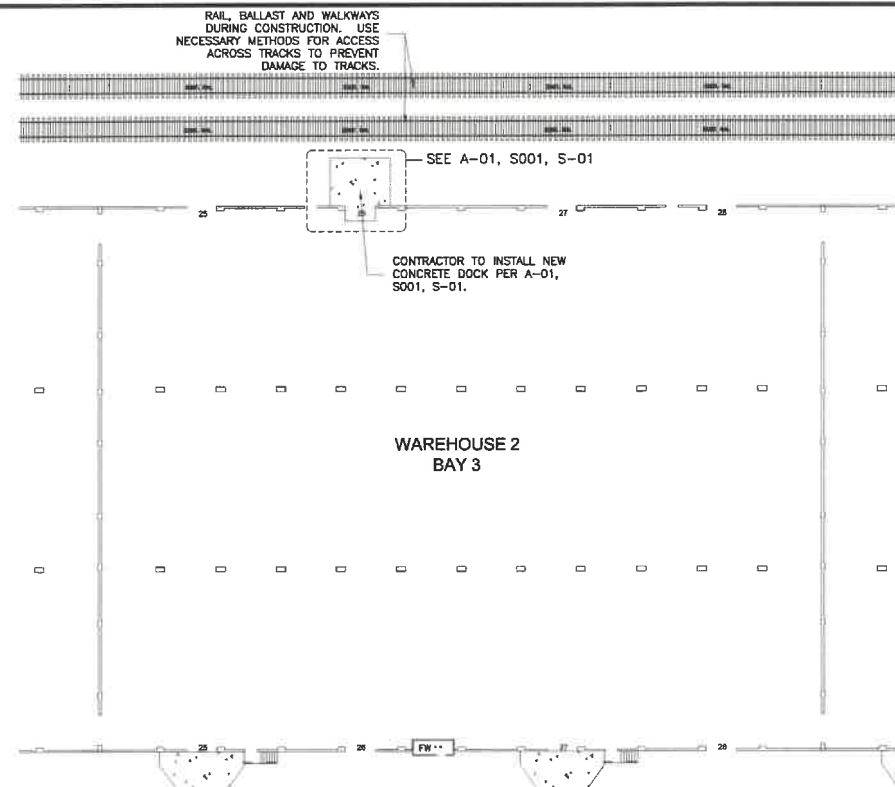 RAIL, BALLAST AND WALKWAYS
DURING CONSTRUCTION. USE
NECESSARY METHODS FOR ACCESS
ACROSS TRACKS TO PREVENT
DAMAGE TO TRACKS.
SEE A-01, S001, S-01
25
27
28
CONTRACTOR TO INSTALL NEW
CONCRETE DOCK PER A-01,
S001, S-01.
WAREHOUSE 2
BAY 3
25
26
FW
27
28